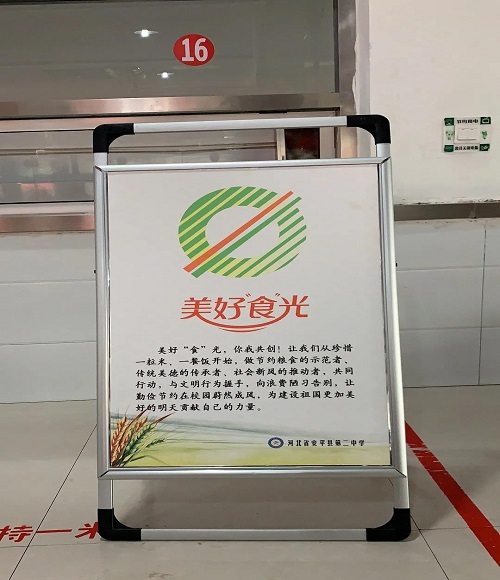 16
节约用电
美好"食"光
美好“食”光，你我共创！让我们从珍惜
一粒米、一餐饭开始，做节约粮食的示范者、
传统美德的传承者、社会新风的推动者，共同
行动，与文明行为握手，向浪费陋习告别，让
勤俭节约在校园蔚然成风，为建设祖国更加美
好的明天贡献自己的力量。
河北省安平县第二中学
持一米